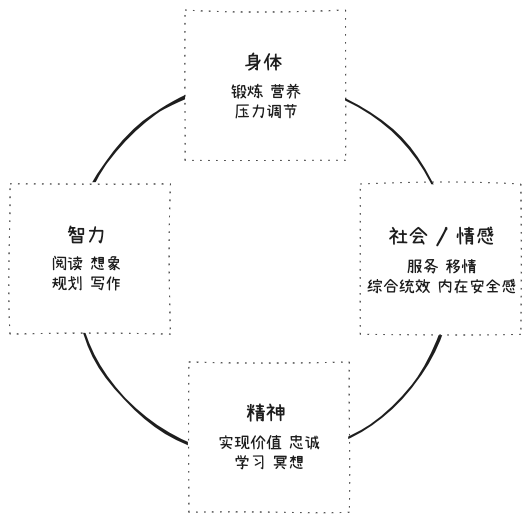 身体
锻炼 营养
压力调节
智力
阅读 想象
规划 写作
社会 / 情感
服务 移情
综合统效 内在安全感
精神
实现价值 忠诚
学习 冥想